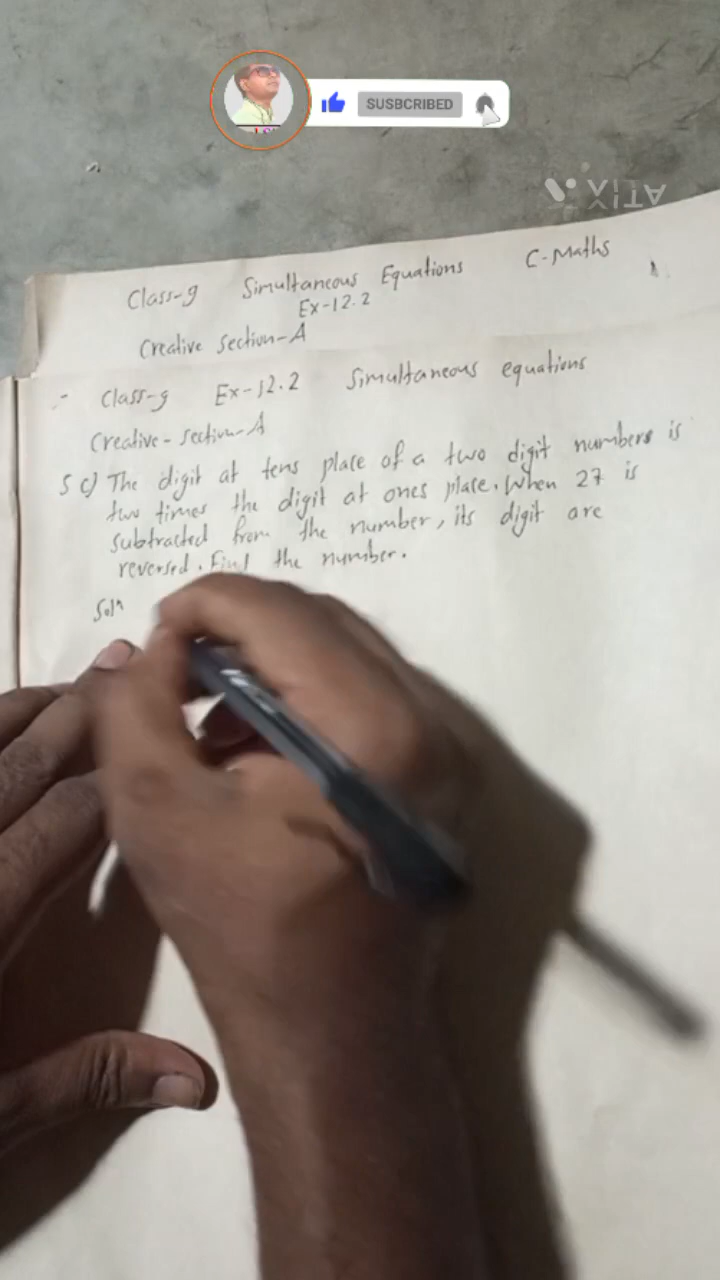 SUSBCRIBED
Class-9 Simultaneous Equations C-Maths
Ex-12.2
Creative section-A
Class-9 Ex-12.2 Simultaneous equations
Creative-section-A
5 c) The digit at tens place of a two digit numbers is
two times the digit at ones place. When 27 is
subtracted from the number, its digit are
reversed. Find the number.
Solⁿ